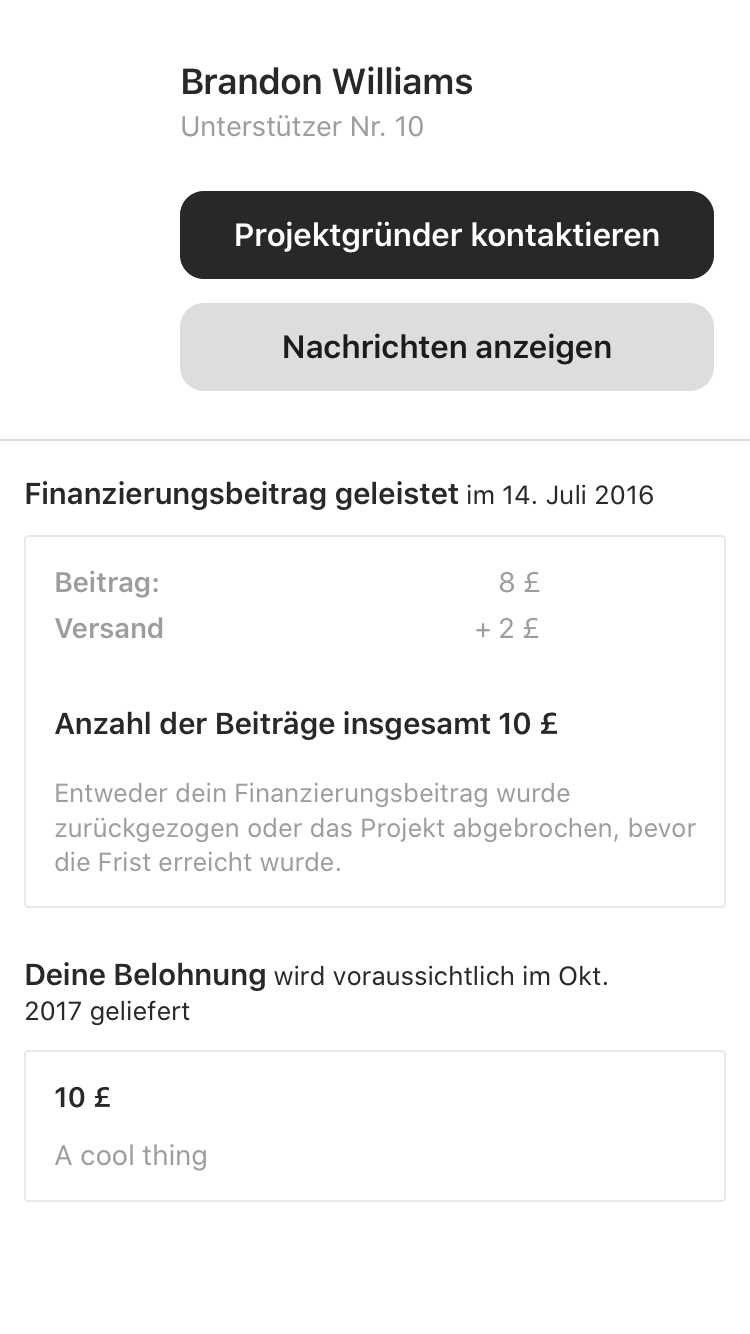 Brandon Williams
Unterstützer Nr. 10
Projektgründer kontaktieren
Nachrichten anzeigen
Finanzierungsbeitrag geleistet im 14. Juli 2016
Beitrag: 8 £
Versand + 2 £
Anzahl der Beiträge insgesamt 10 £
Entweder dein Finanzierungsbeitrag wurde
zurückgezogen oder das Projekt abgebrochen, bevor
die Frist erreicht wurde.
Deine Belohnung wird voraussichtlich im Okt.
2017 geliefert
10 £
A cool thing